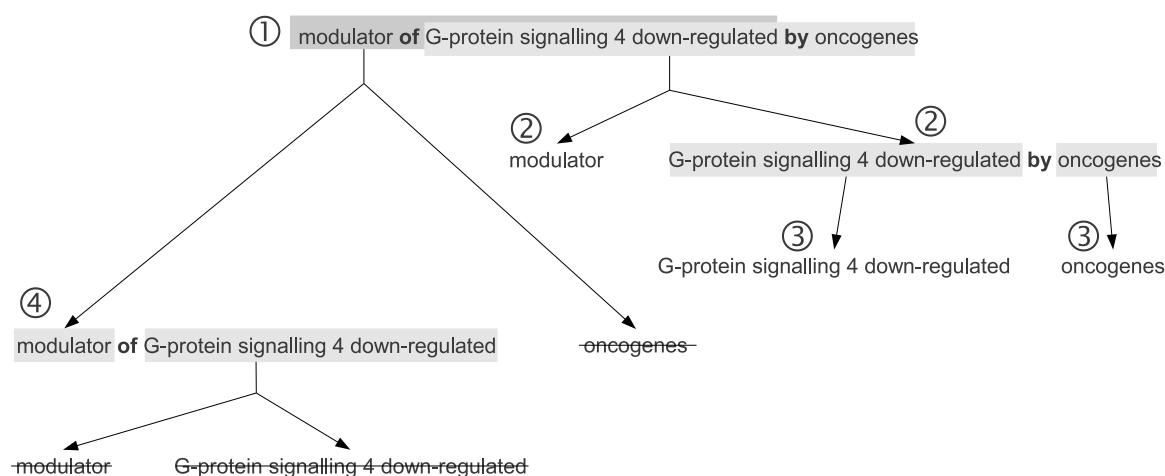 ① modulator of G-protein signalling 4 down-regulated by oncogenes
② modulator
② G-protein signalling 4 down-regulated by oncogenes
③ G-protein signalling 4 down-regulated
③ oncogenes
④ modulator of G-protein signalling 4 down-regulated
oncogenes
modulator
G-protein signalling 4 down-regulated